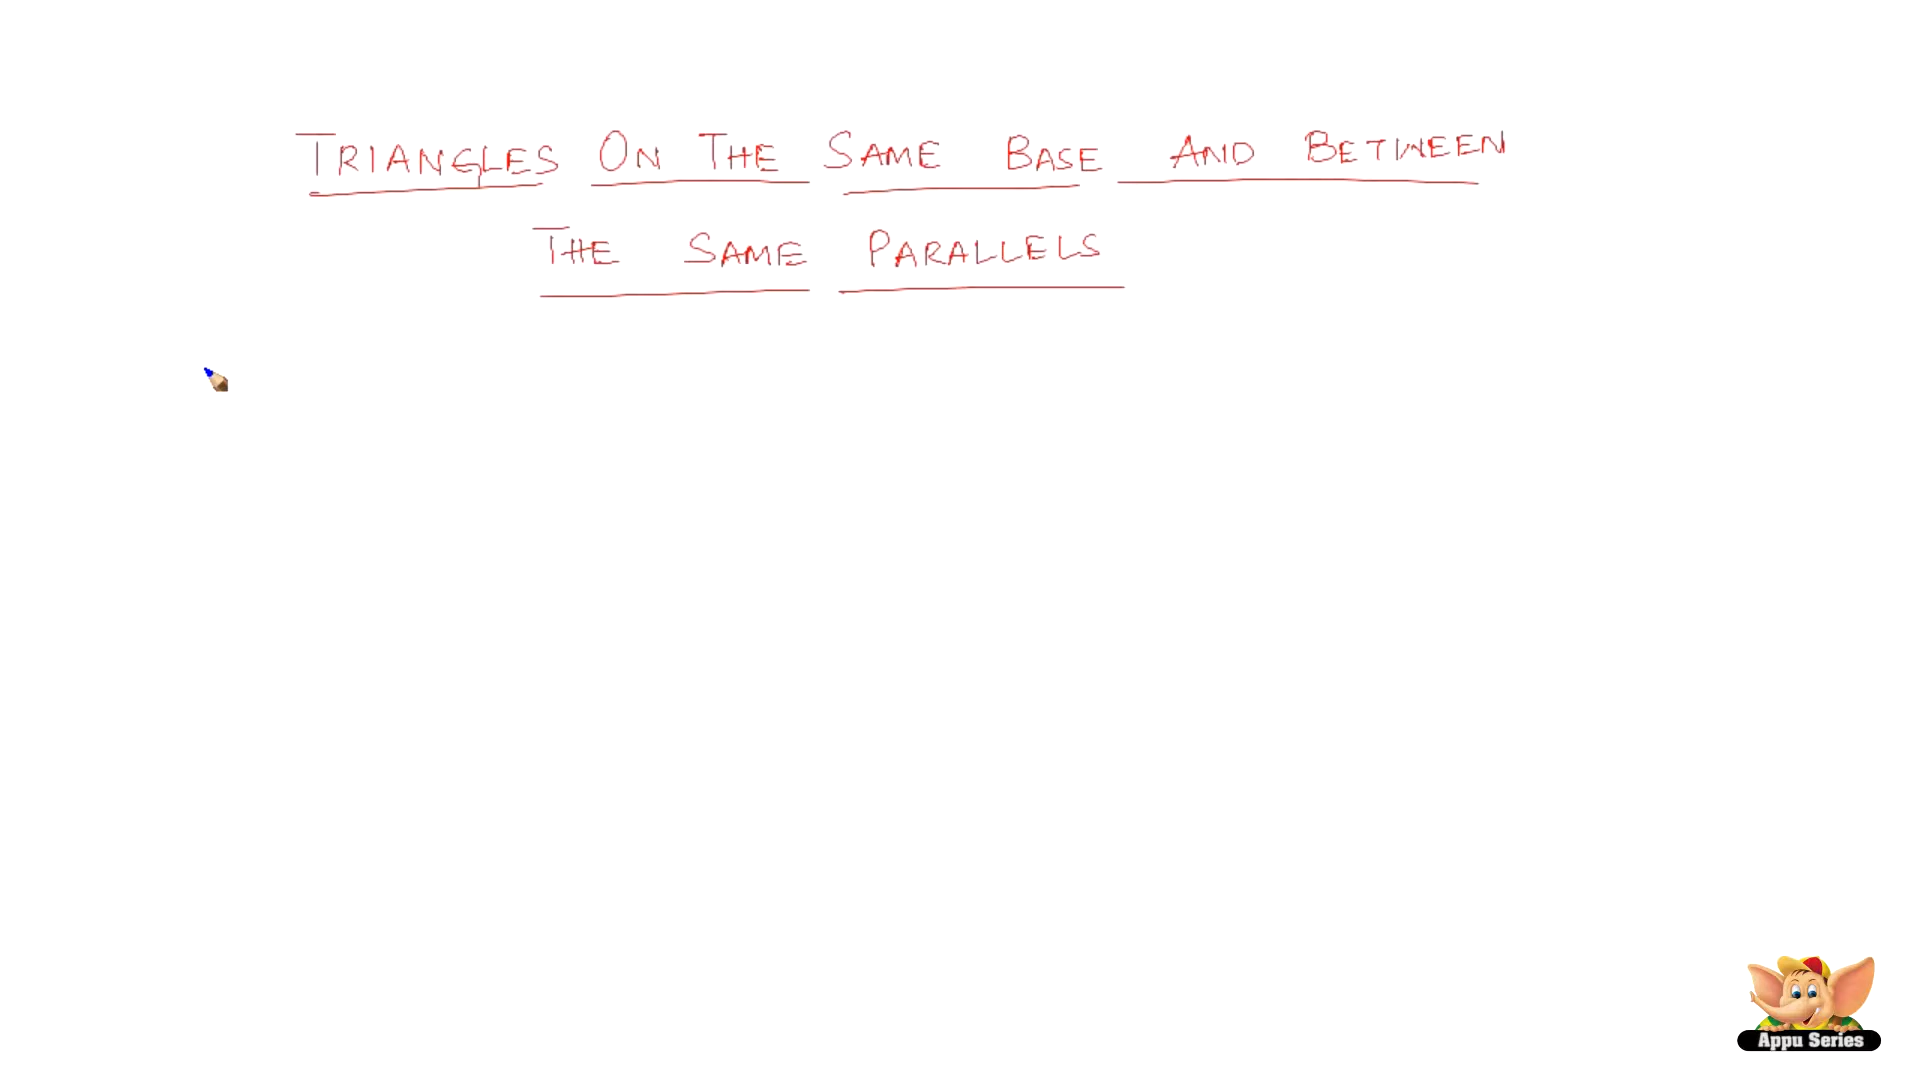 TRIANGLES ON THE SAME BASE AND BETWEEN
THE SAME PARALLELS
Appu Series